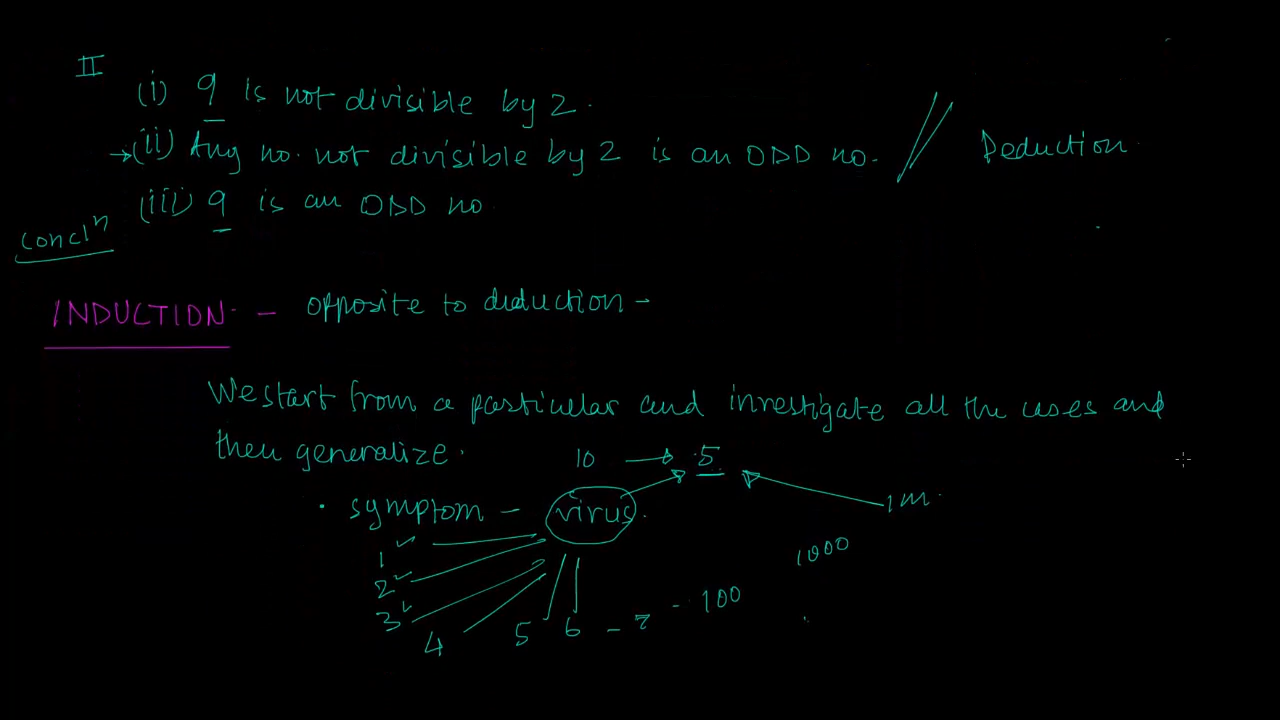 II
(i) 9 is not divisible by 2.
→(ii) Any no. not divisible by 2 is an ODD no. // Deduction.
(iii) 9 is an ODD no
Concl^n
INDUCTION - opposite to deduction -
We start from a particular and investigate all the cases and
then generalize.
10 → 5
• symptom - virus.
1 m.
1 ✓
1000
2 ✓
3 ✓
4 5 6 - 7 - - 100